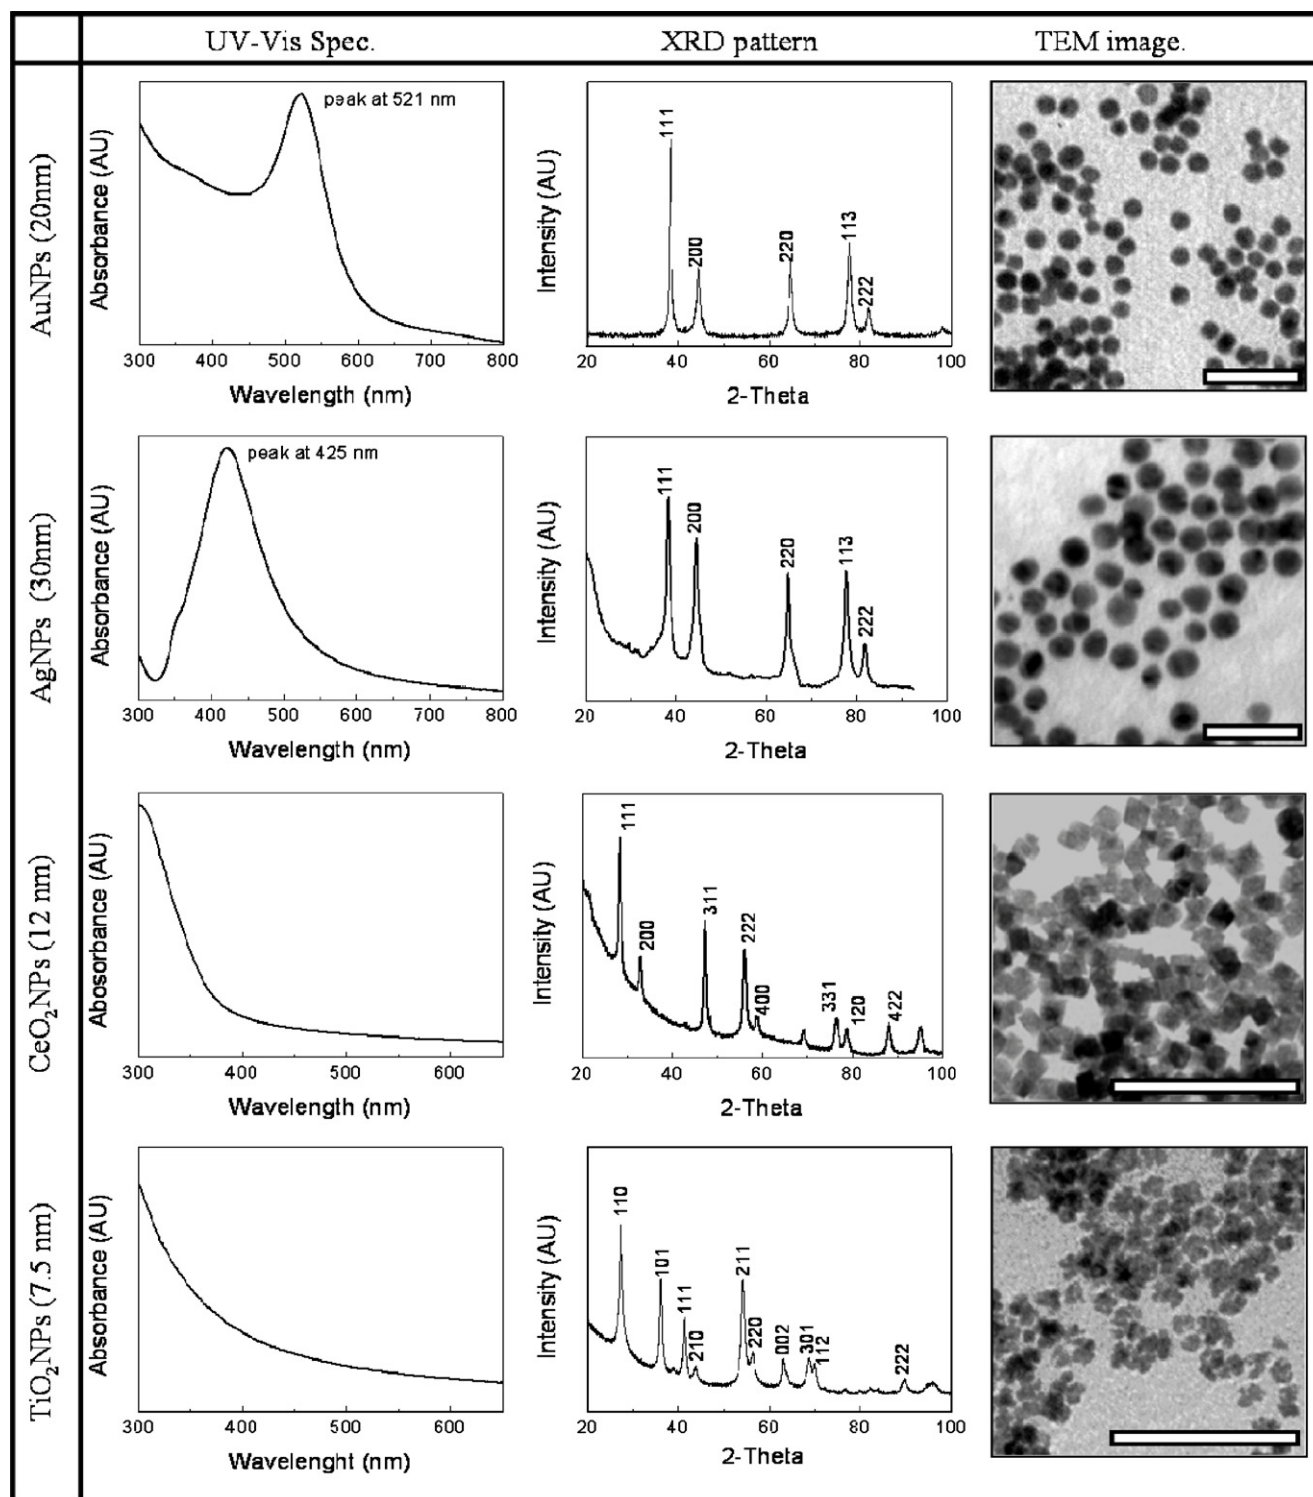 UV-Vis Spec. XRD pattern TEM image.
AuNPs (20nm)
Absorbance (AU)
peak at 521 nm
300 400 500 600 700 800
Wavelength (nm)
Intensity (AU)
111 200 220 113 222
20 40 60 80 100
2-Theta
AgNPs (30nm)
Absorbance (AU)
peak at 425 nm
300 400 500 600 700 800
Wavelength (nm)
Intensity (AU)
111 200 220 113 222
20 40 60 80 100
2-Theta
CeO₂NPs (12 nm)
Abosorbance (AU)
300 400 500 600
Wavelength (nm)
Intensity (AU)
111 200 311 222 400 331 120 422
20 40 60 80 100
2-Theta
TiO₂NPs (7.5 nm)
Absorbance (AU)
300 400 500 600
Wavelenght (nm)
Intensity (AU)
110 101 111 210 211 220 002 301 112 222
20 40 60 80 100
2-Theta